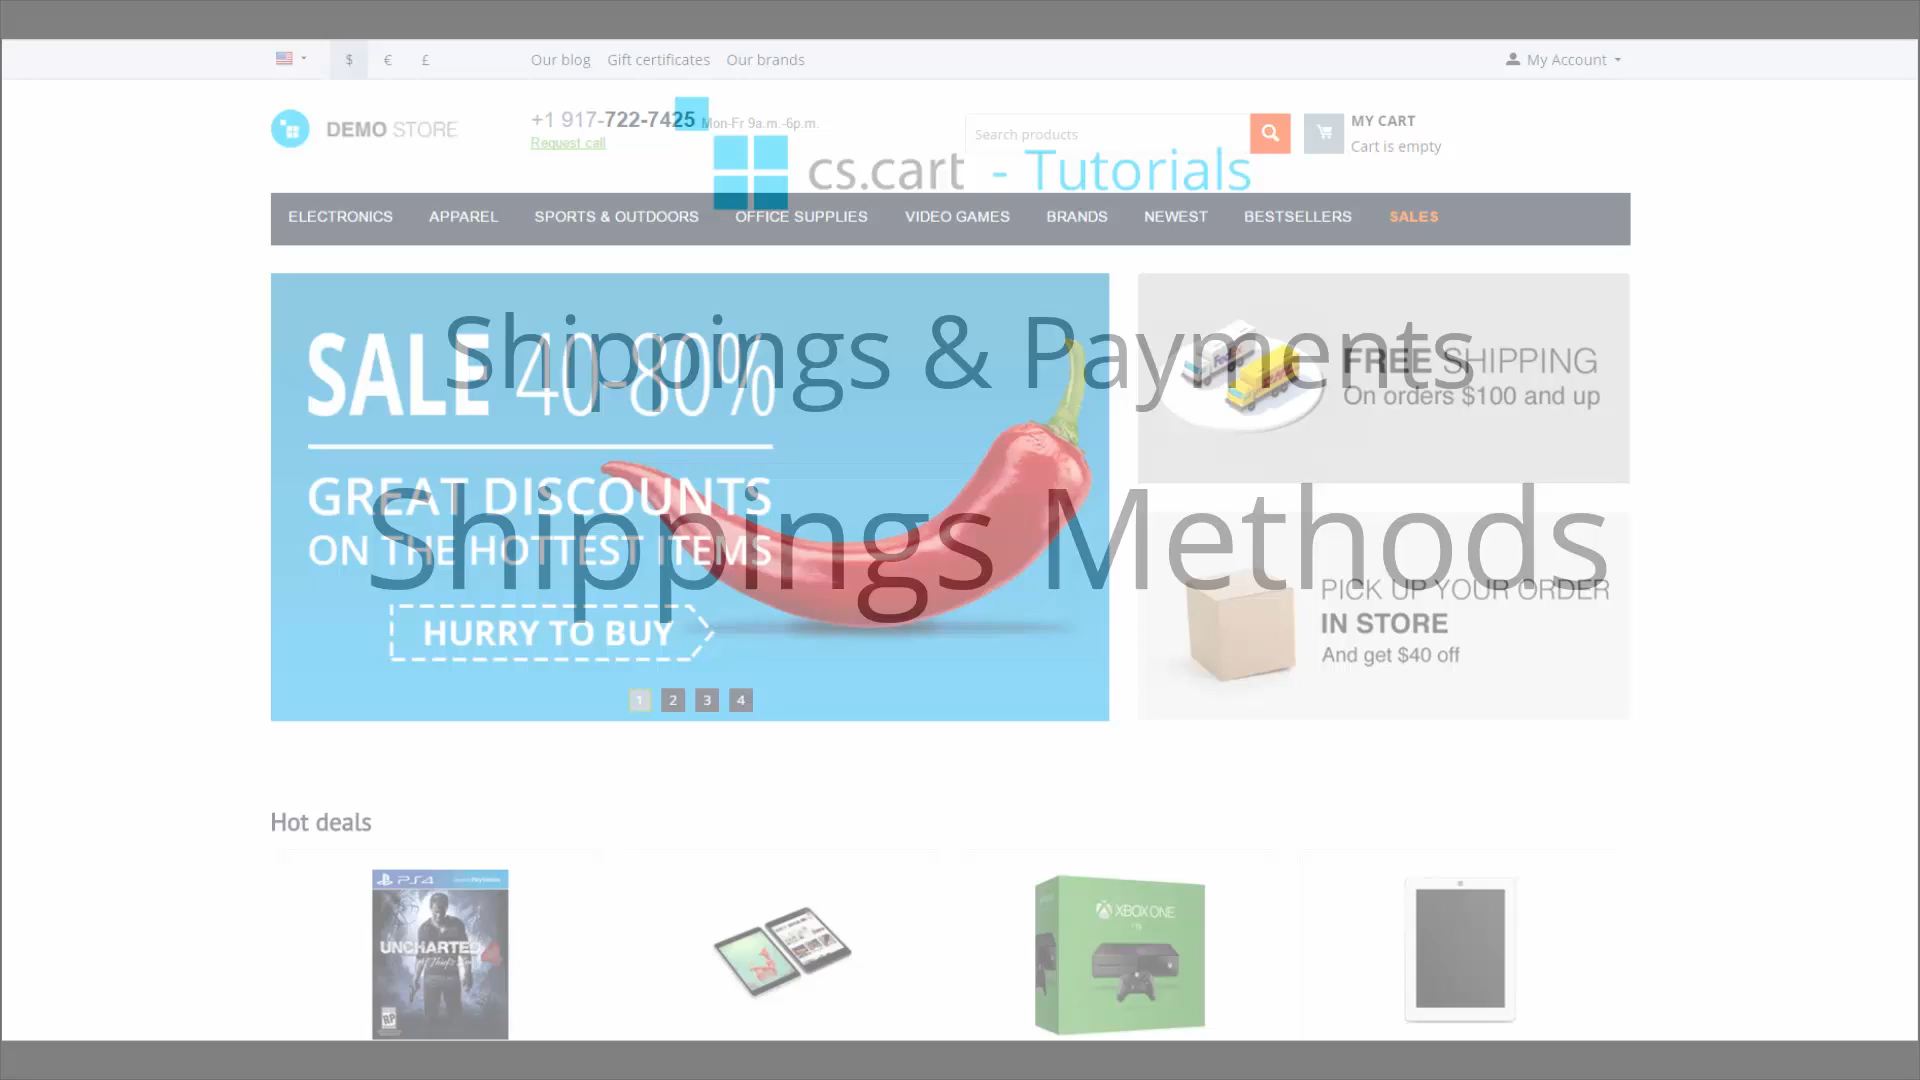 $ € £ Our blog Gift certificates Our brands My Account
DEMO STORE
+1 917-722-7425 Mon-Fr 9a.m.-6p.m.
Request call
Search products
MY CART
Cart is empty
cs.cart - Tutorials
ELECTRONICS APPAREL SPORTS & OUTDOORS OFFICE SUPPLIES VIDEO GAMES BRANDS NEWEST BESTSELLERS SALES
Shippings & Payments
SALE 40-80%
FREE SHIPPING
On orders $100 and up
GREAT DISCOUNTS
ON THE HOTTEST ITEMS
Shippings Methods
HURRY TO BUY
PICK UP YOUR ORDER
IN STORE
And get $40 off
1 2 3 4
Hot deals
PS4
UNCHARTED 4
XBOX ONE